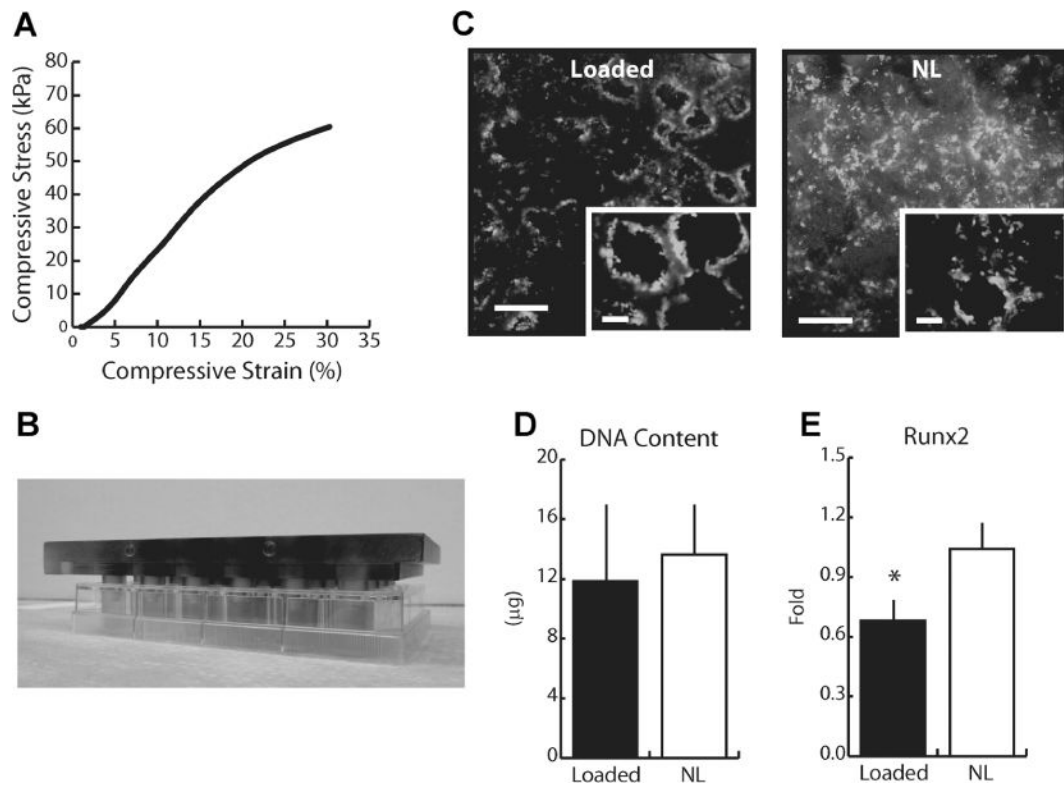 A
80
70
60
50
40
30
20
10
0
0 5 10 15 20 25 30 35
Compressive Stress (kPa)
Compressive Strain (%)
B
C
Loaded
NL
D
DNA Content
20
16
12
8
4
0
(μg)
Loaded NL
E
Runx2
1.5
1.2
0.9
0.6
0.3
0.0
Fold
*
Loaded NL